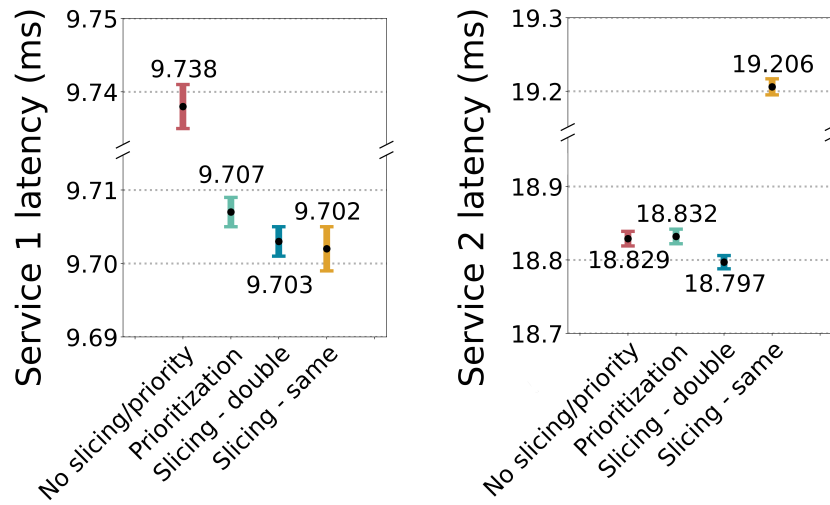 Service 1 latency (ms)
9.75
9.74
9.71
9.70
9.69
9.738
9.707
9.702
9.703
No slicing/priority
Prioritization
Slicing - double
Slicing - same
Service 2 latency (ms)
19.3
19.2
18.9
18.8
18.7
19.206
18.832
18.829
18.797
No slicing/priority
Prioritization
Slicing - double
Slicing - same